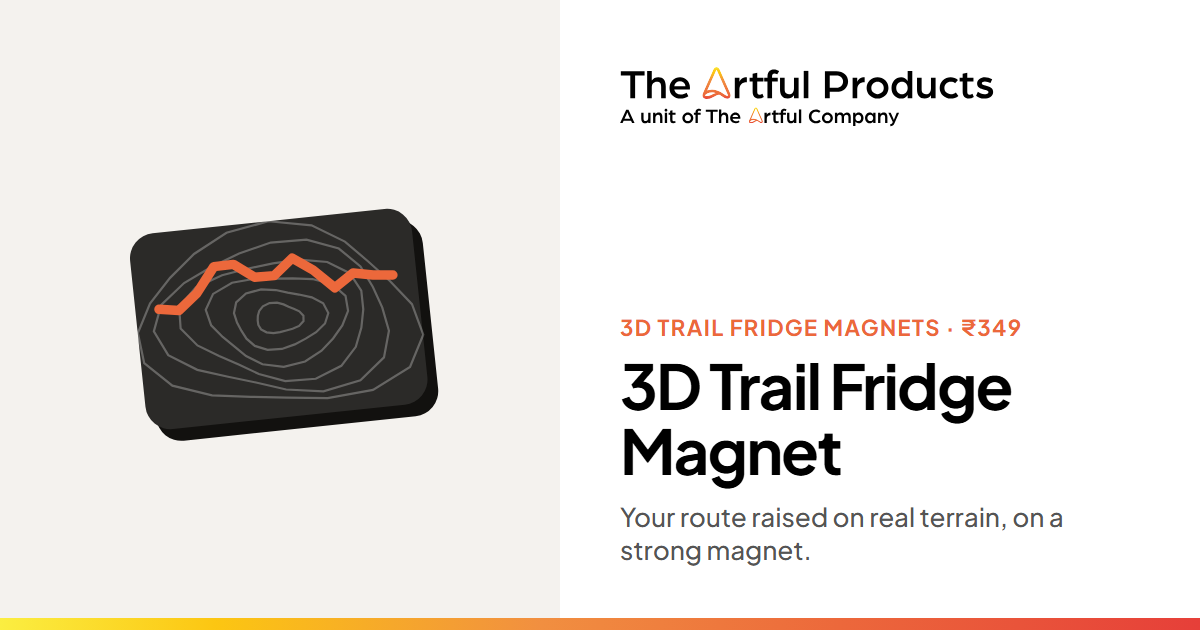 The Artful Products
A unit of The Artful Company
3D TRAIL FRIDGE MAGNETS · ₹349
3D Trail Fridge
Magnet
Your route raised on real terrain, on a
strong magnet.